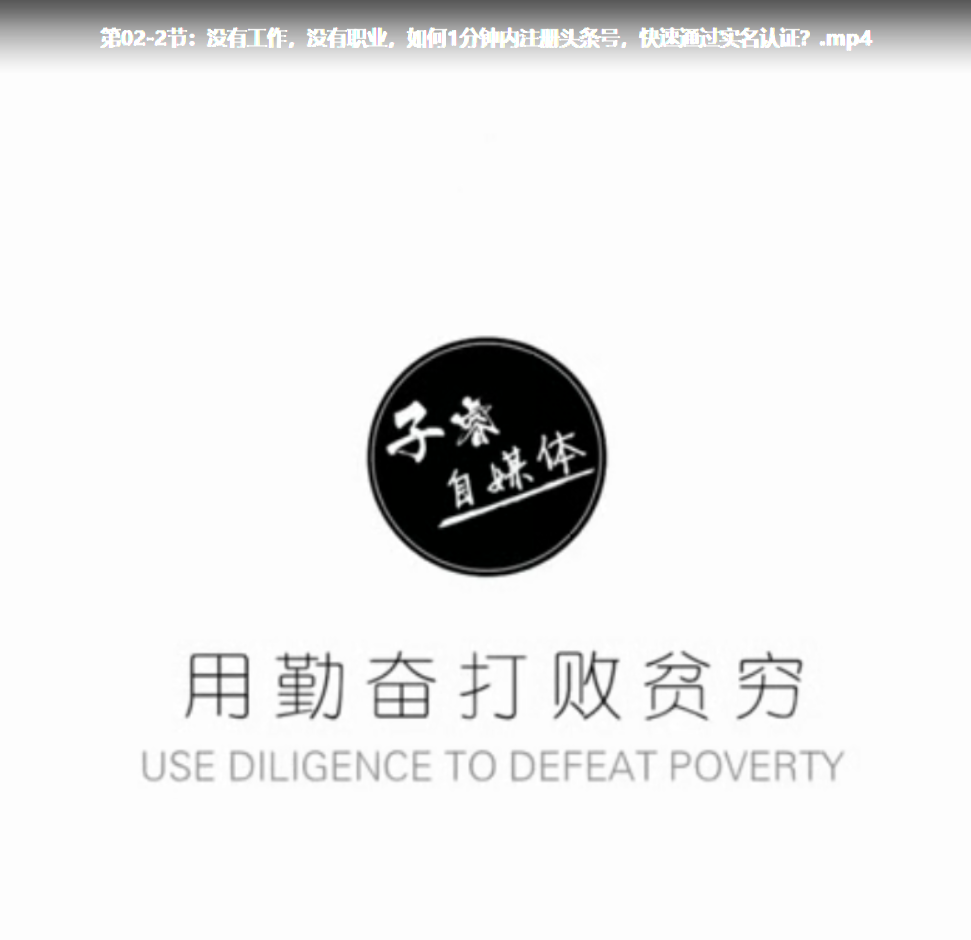 第02-2节：没有工作，没有职业，如何1分钟内注册头条号，快速通过实名认证？.mp4
子睿
自媒体
用勤奋打败贫穷
USE DILIGENCE TO DEFEAT POVERTY